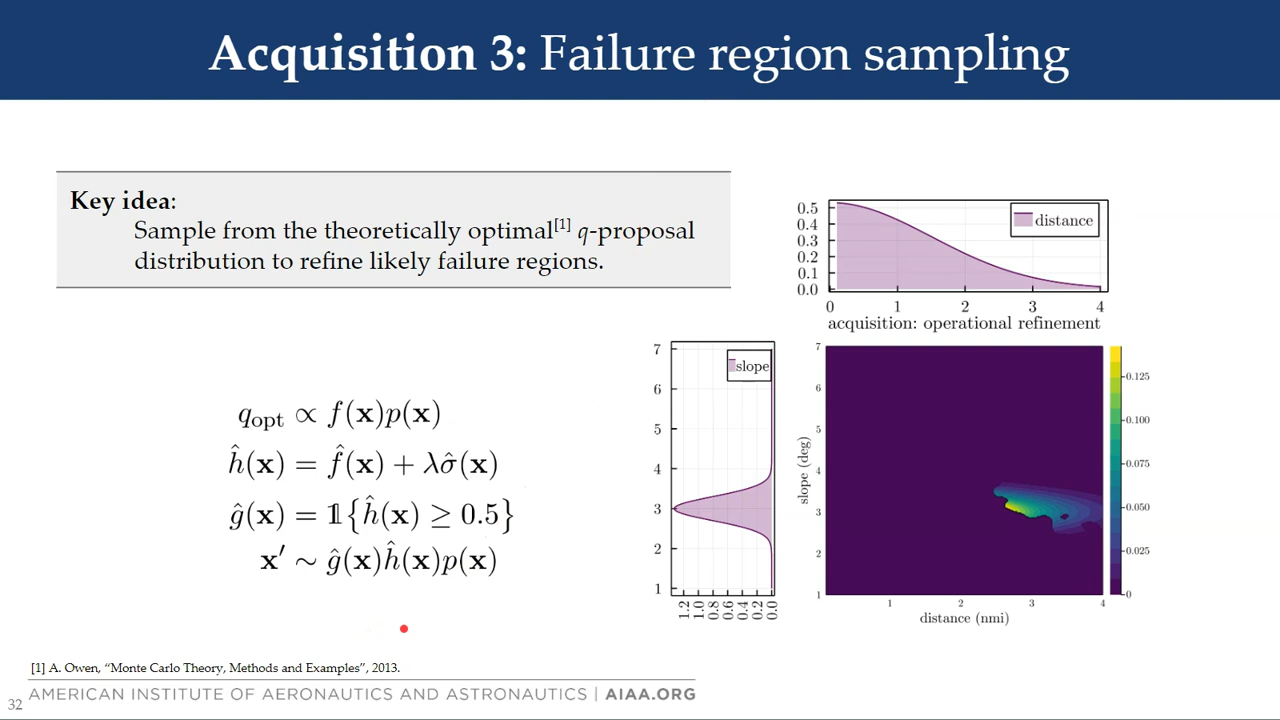 Acquisition 3: Failure region sampling
Key idea:
Sample from the theoretically optimal[1] q-proposal
distribution to refine likely failure regions.
q_opt ∝ f(x)p(x)
ĥ(x) = f̂(x) + λσ̂(x)
ĝ(x) = 𝟙{ĥ(x) ≥ 0.5}
x′ ∼ ĝ(x)ĥ(x)p(x)
0.5
0.4
0.3
0.2
0.1
0.0
distance
0 1 2 3 4
acquisition: operational refinement
7
6
5
4
3
2
1
slope
1.2 1.0 0.8 0.6 0.4 0.2 0.0
slope (deg)
7
6
5
4
3
2
1
1 2 3 4
distance (nmi)
0.125
0.100
0.075
0.050
0.025
0
[1] A. Owen, “Monte Carlo Theory, Methods and Examples”, 2013.
32 AMERICAN INSTITUTE OF AERONAUTICS AND ASTRONAUTICS | AIAA.ORG